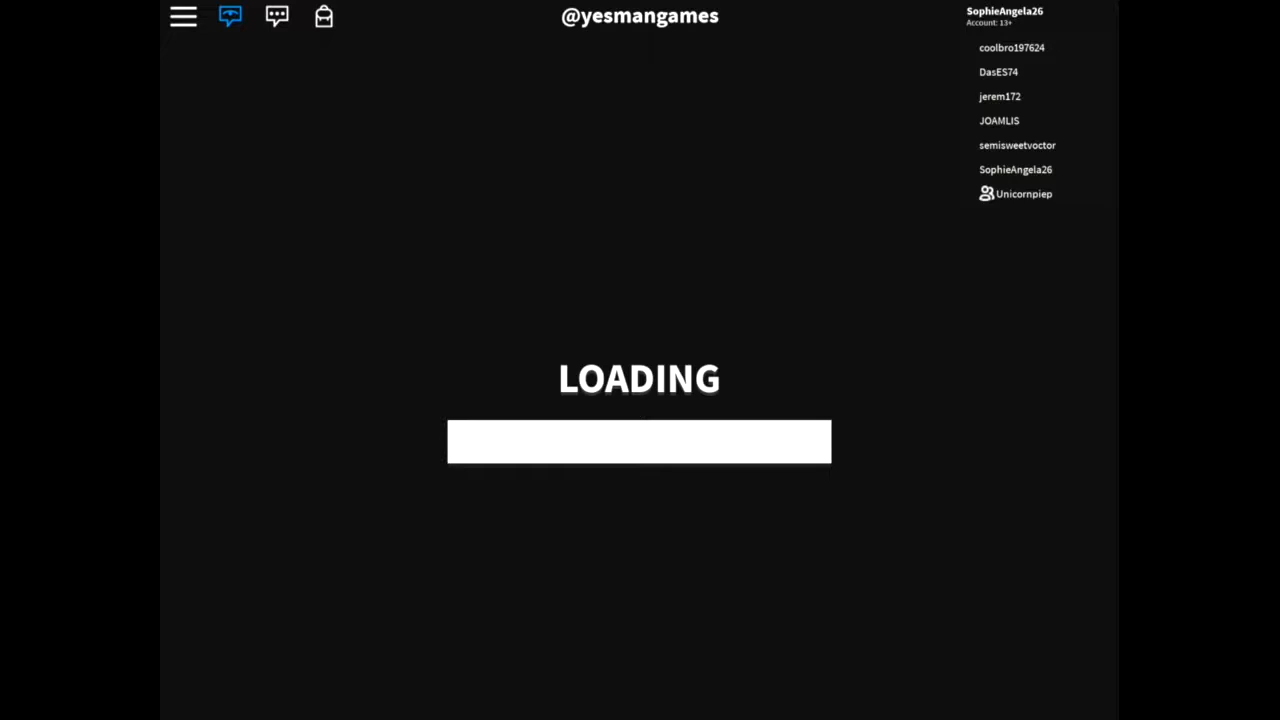 @yesmangames
SophieAngela26
Account: 13+
coolbro197624
DasES74
jerem172
JOAMLIS
semisweetvoctor
SophieAngela26
Unicornpiep
LOADING